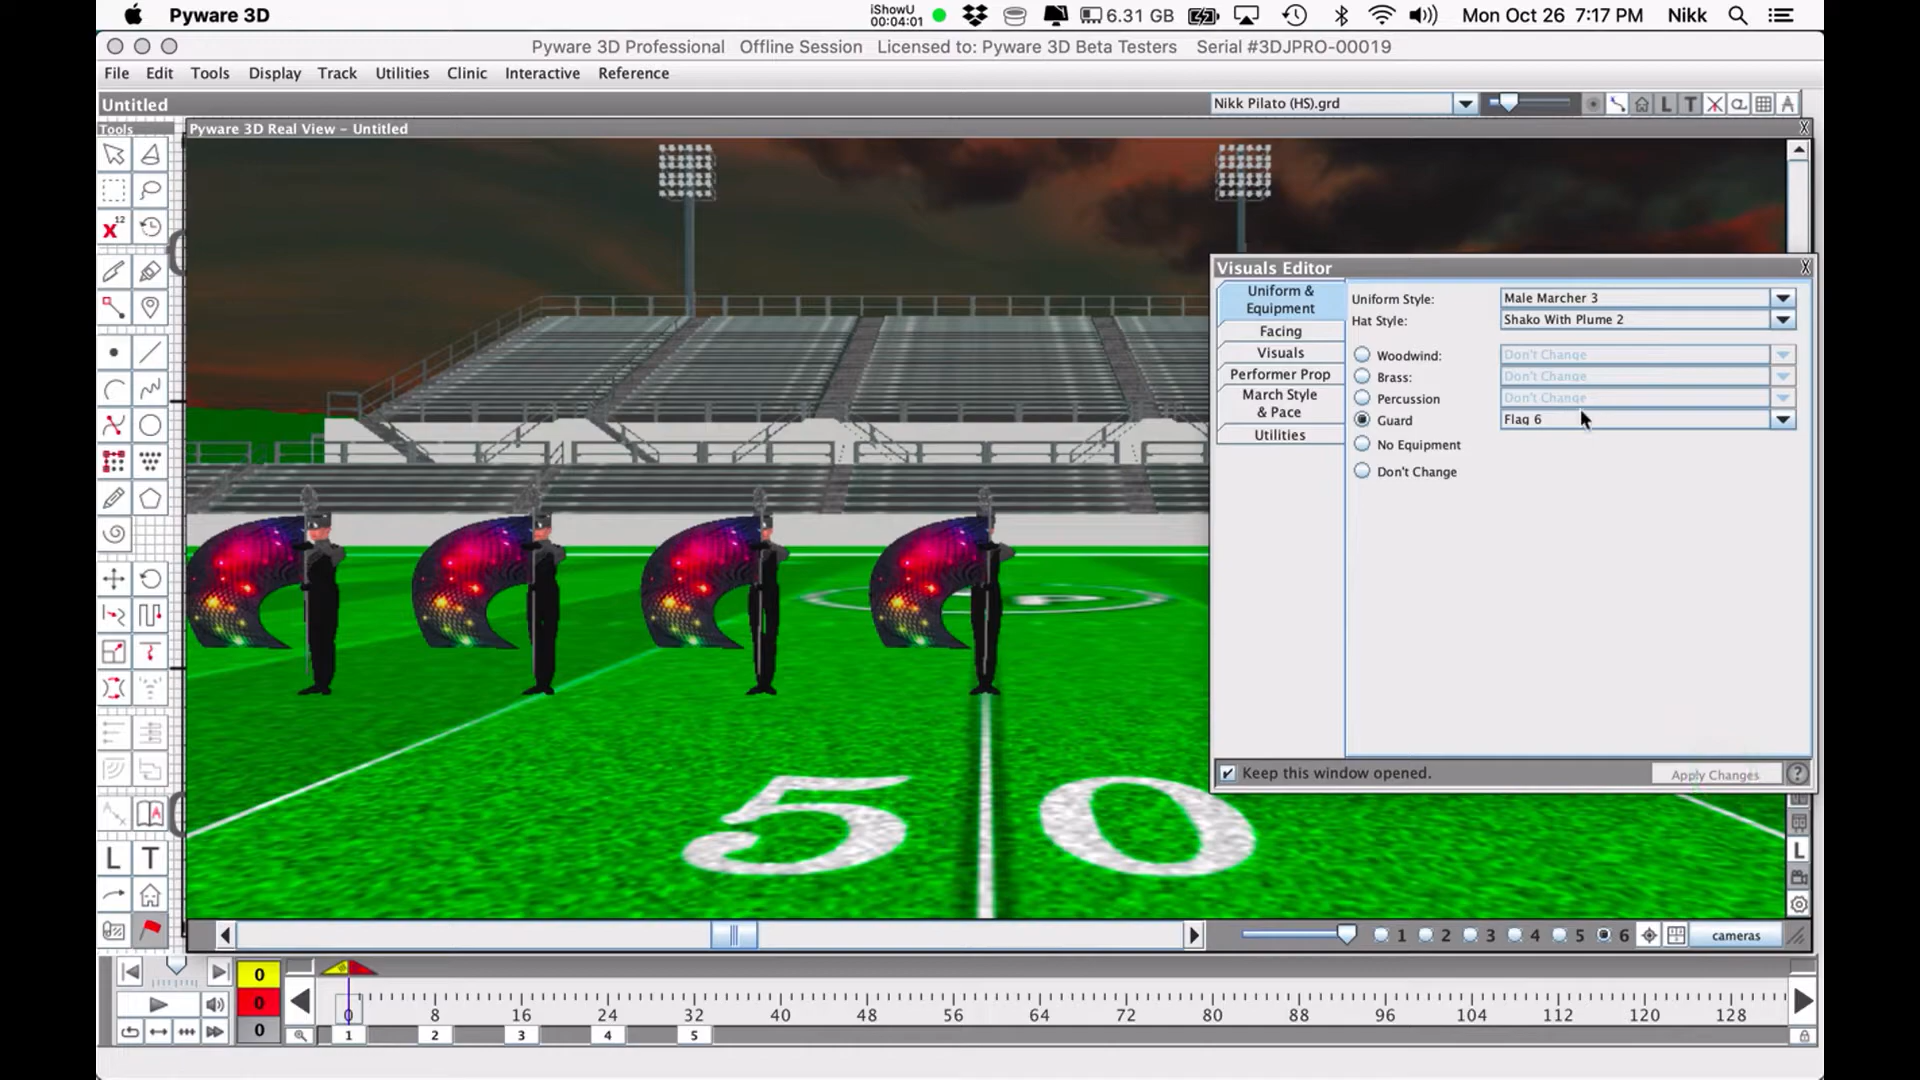 Pyware 3D
iShowU
00:04:01
6.31 GB
Mon Oct 26 7:17 PM
Nikk
Pyware 3D Professional Offline Session Licensed to: Pyware 3D Beta Testers Serial #3DJPRO-00019
File Edit Tools Display Track Utilities Clinic Interactive Reference
Untitled
Nikk Pilato (HS).grd
L T
Tools
Pyware 3D Real View - Untitled
X
x12
Visuals Editor
X
Uniform &
Equipment
Facing
Visuals
Performer Prop
March Style
& Pace
Utilities
Uniform Style: Male Marcher 3
Hat Style: Shako With Plume 2
Woodwind: Don't Change
Brass: Don't Change
Percussion Don't Change
Guard Flag 6
No Equipment
Don't Change
Keep this window opened.
Apply Changes
?
5 0
L T
L
1 2 3 4 5 6
cameras
0
0
0
0 8 16 24 32 40 48 56 64 72 80 88 96 104 112 120 128
1 2 3 4 5